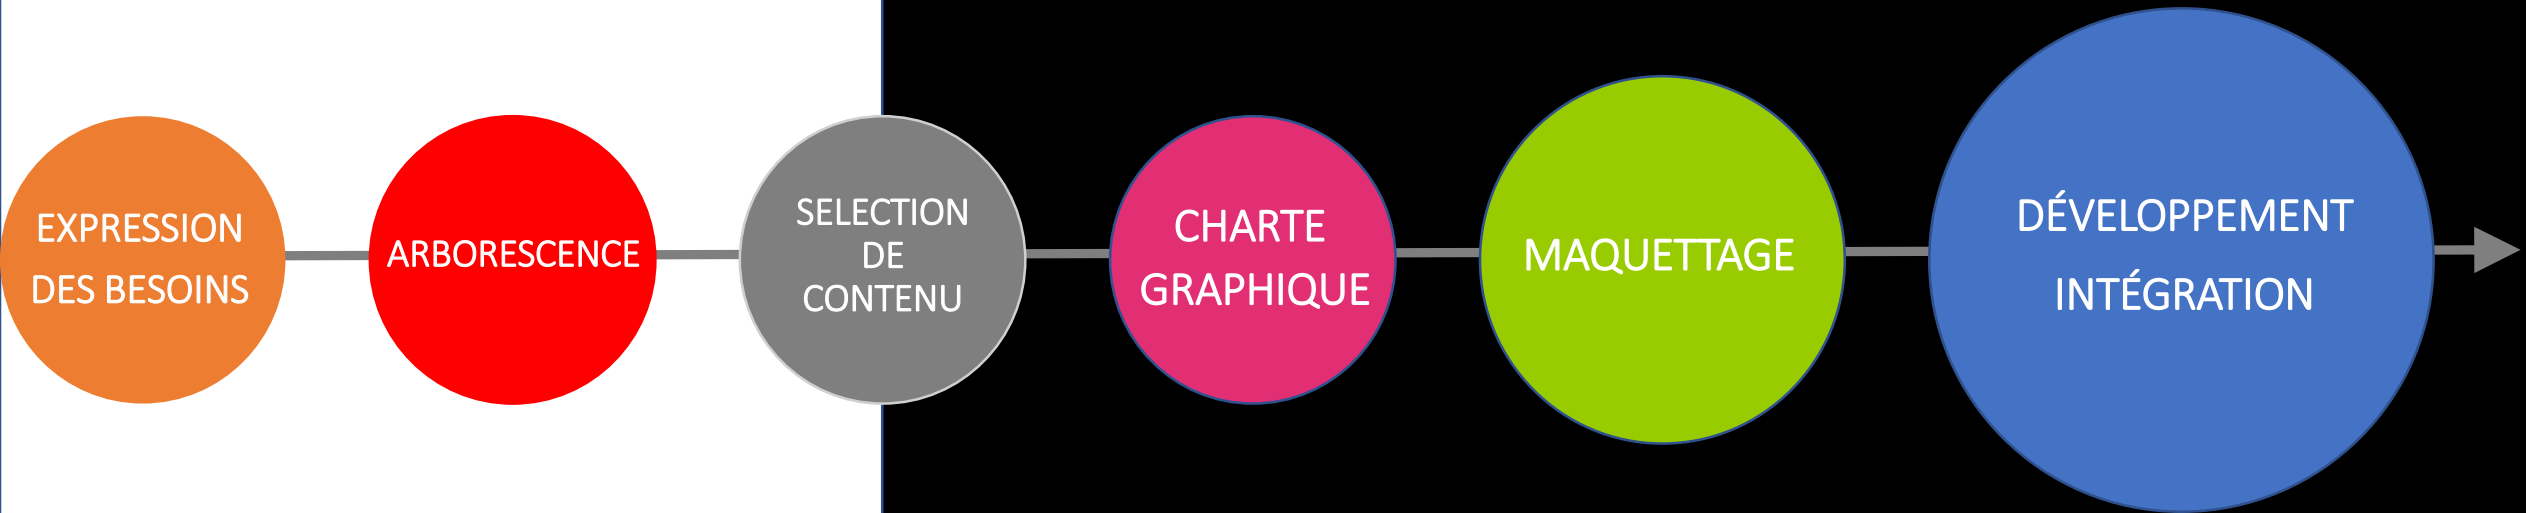 EXPRESSION
DES BESOINS
ARBORESCENCE
SELECTION
DE
CONTENU
CHARTE
GRAPHIQUE
MAQUETTAGE
DÉVELOPPEMENT
INTÉGRATION